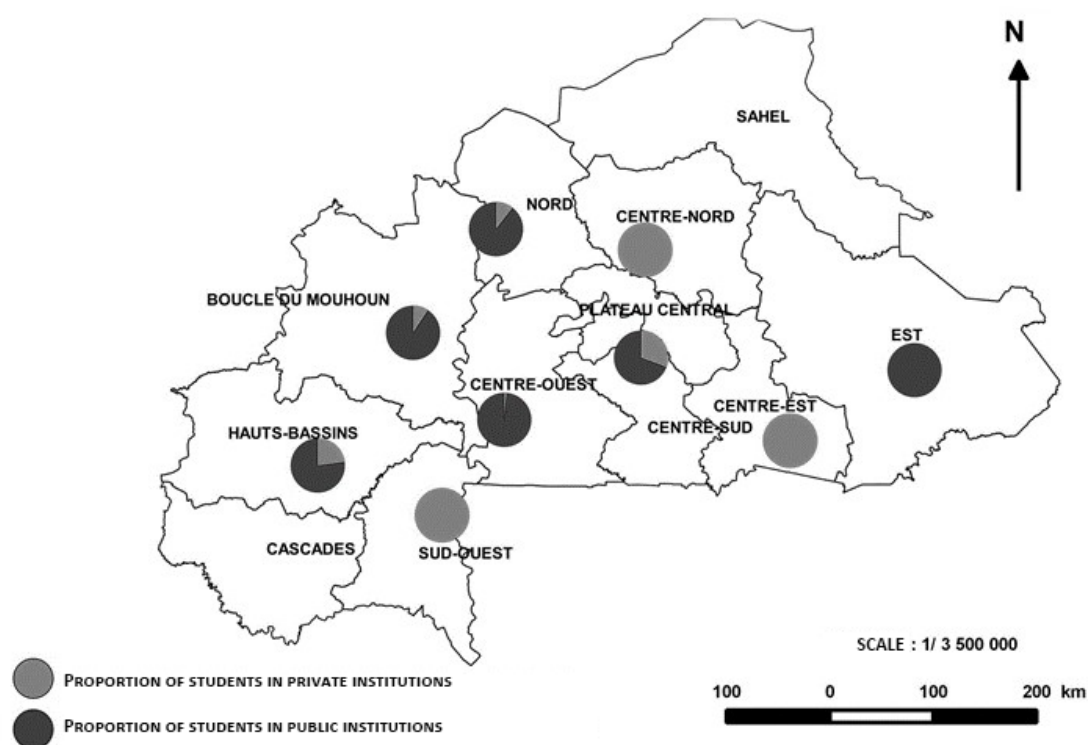 N
SAHEL
NORD
CENTRE-NORD
BOUCLE DU MOUHOUN
PLATEAU CENTRAL
EST
CENTRE-OUEST
CENTRE-EST
CENTRE-SUD
HAUTS-BASSINS
CASCADES
SUD-OUEST
SCALE : 1/ 3 500 000
PROPORTION OF STUDENTS IN PRIVATE INSTITUTIONS
PROPORTION OF STUDENTS IN PUBLIC INSTITUTIONS
100 0 100 200 km